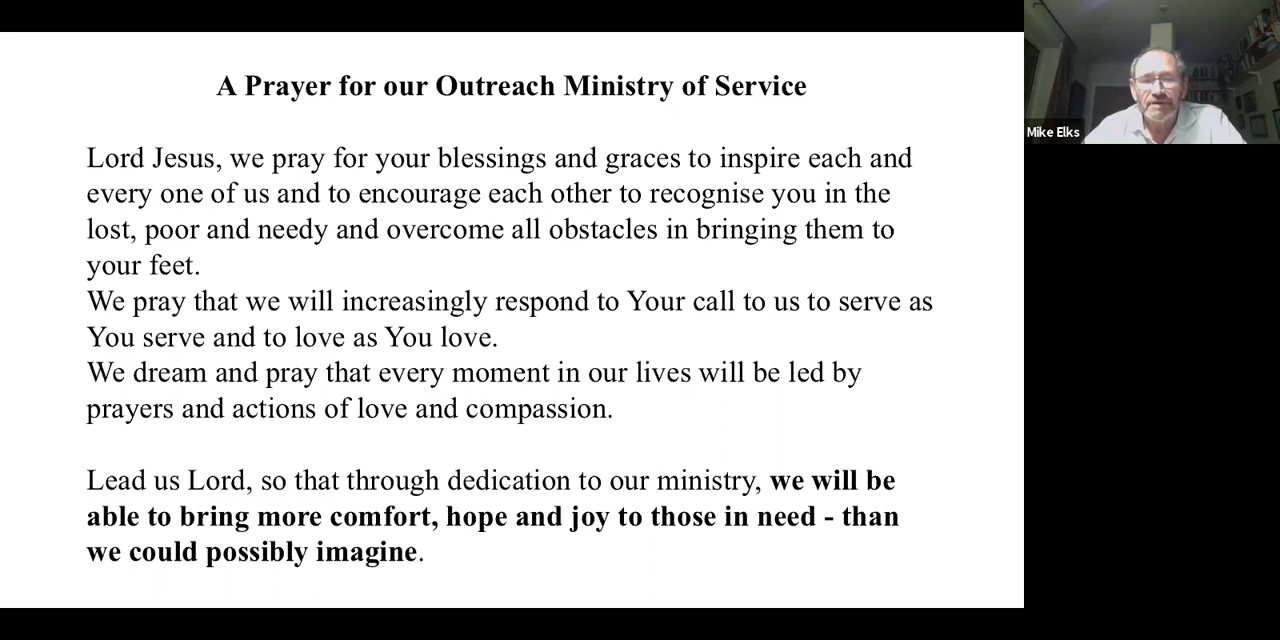 A Prayer for our Outreach Ministry of Service
Lord Jesus, we pray for your blessings and graces to inspire each and
every one of us and to encourage each other to recognise you in the
lost, poor and needy and overcome all obstacles in bringing them to
your feet.
We pray that we will increasingly respond to Your call to us to serve as
You serve and to love as You love.
We dream and pray that every moment in our lives will be led by
prayers and actions of love and compassion.
Lead us Lord, so that through dedication to our ministry, we will be
able to bring more comfort, hope and joy to those in need - than
we could possibly imagine.
Mike Elks